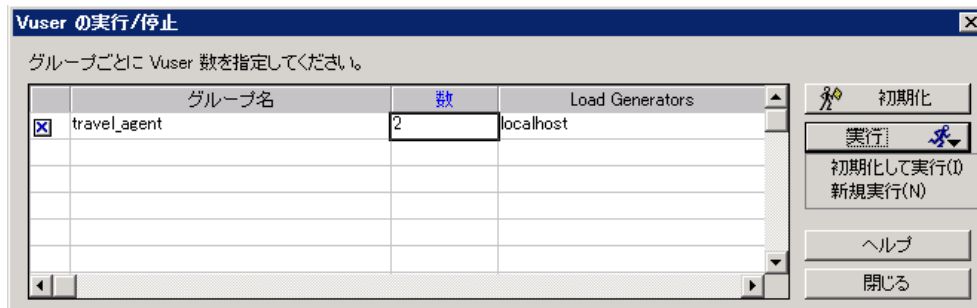 Vuser の実行/停止
グループごとに Vuser 数を指定してください。
グループ名 数 Load Generators
travel_agent 2 localhost
初期化
実行
初期化して実行(I)
新規実行(N)
ヘルプ
閉じる